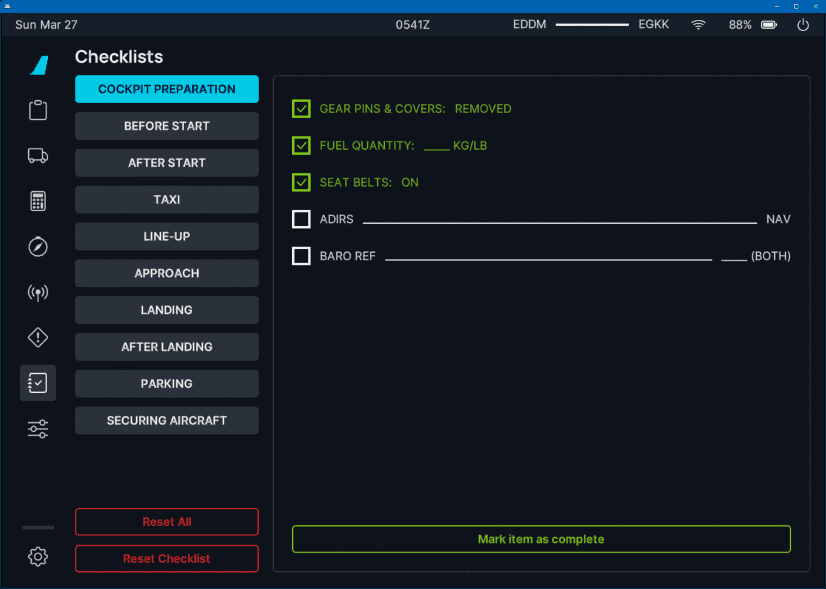 Sun Mar 27
0541Z
EDDM
EGKK
88%
Checklists
COCKPIT PREPARATION
BEFORE START
AFTER START
TAXI
LINE-UP
APPROACH
LANDING
AFTER LANDING
PARKING
SECURING AIRCRAFT
Reset All
Reset Checklist
GEAR PINS & COVERS: REMOVED
FUEL QUANTITY: ____ KG/LB
SEAT BELTS: ON
ADIRS NAV
BARO REF ____ (BOTH)
Mark item as complete